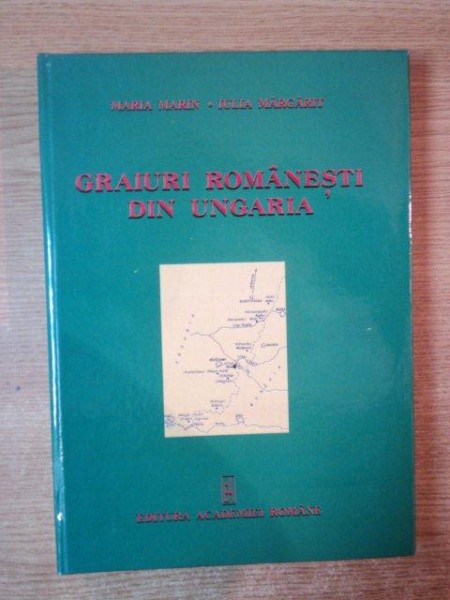 MARIA MARIN • IULIA MĂRGĂRIT
GRAIURI ROMÂNEȘTI
DIN UNGARIA
EDITURA ACADEMIEI ROMÂNE